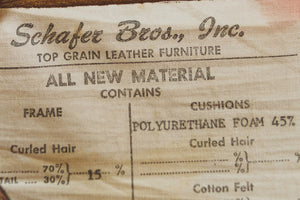 Schafer Bros., Inc.
TOP GRAIN LEATHER FURNITURE
ALL NEW MATERIAL
CONTAINS
FRAME
CUSHIONS
POLYURETHANE FOAM 45%
Curled Hair
Curled Hair
70%
TAIL 30%
15 %
%
%
%
Cotton Felt